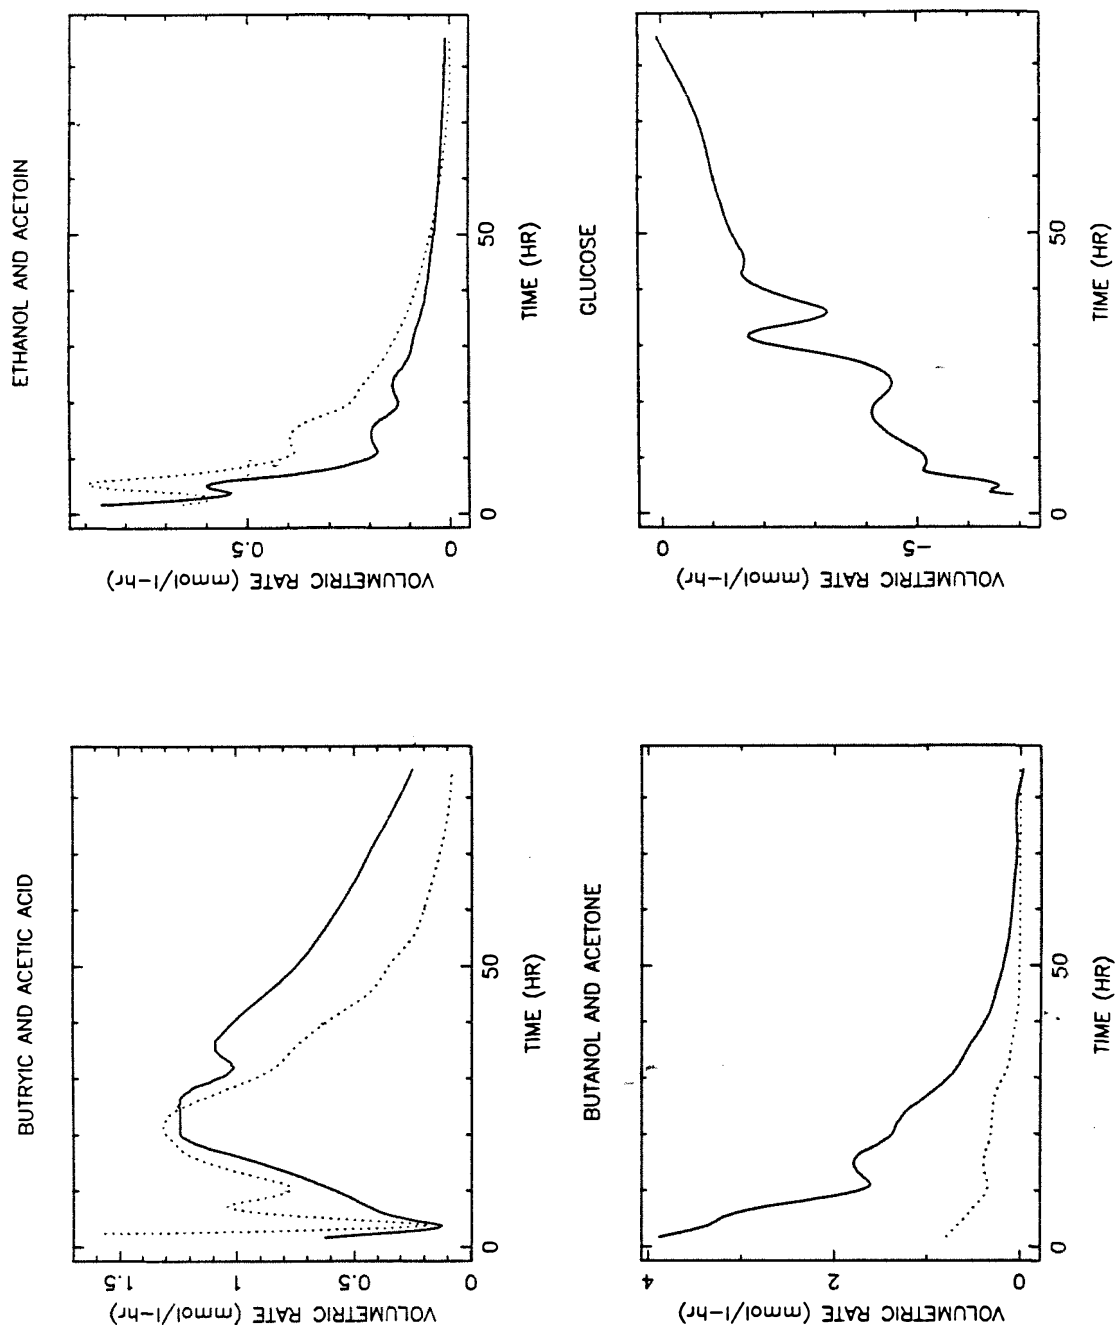 BUTRYIC AND ACETIC ACID
VOLUMETRIC RATE (mmol/l-hr)
1.5
1
0.5
0
50
TIME (HR)
ETHANOL AND ACETOIN
VOLUMETRIC RATE (mmol/l-hr)
0.5
0
0
50
TIME (HR)
BUTANOL AND ACETONE
VOLUMETRIC RATE (mmol/l-hr)
4
2
0
0
50
TIME (HR)
GLUCOSE
VOLUMETRIC RATE (mmol/l-hr)
0
-5
0
50
TIME (HR)